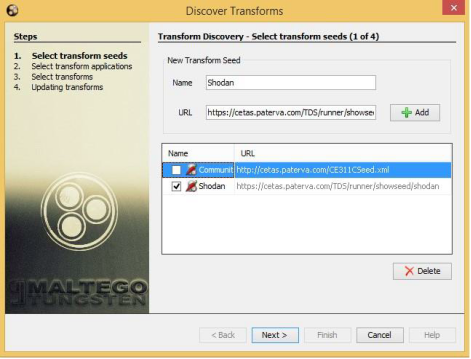 Discover Transforms
Steps
1. Select transform seeds
2. Select transform applications
3. Select transforms
4. Updating transforms
Transform Discovery - Select transform seeds (1 of 4)
New Transform Seed
Name Shodan
URL https://cetas.paterva.com/TDS/runner/showsee
Add
Name URL
Communit http://cetas.paterva.com/CE311CSeed.xml
Shodan https://cetas.paterva.com/TDS/runner/showseed/shodan
Delete
MALTEGO
TUNGSTEN
< Back Next > Finish Cancel Help